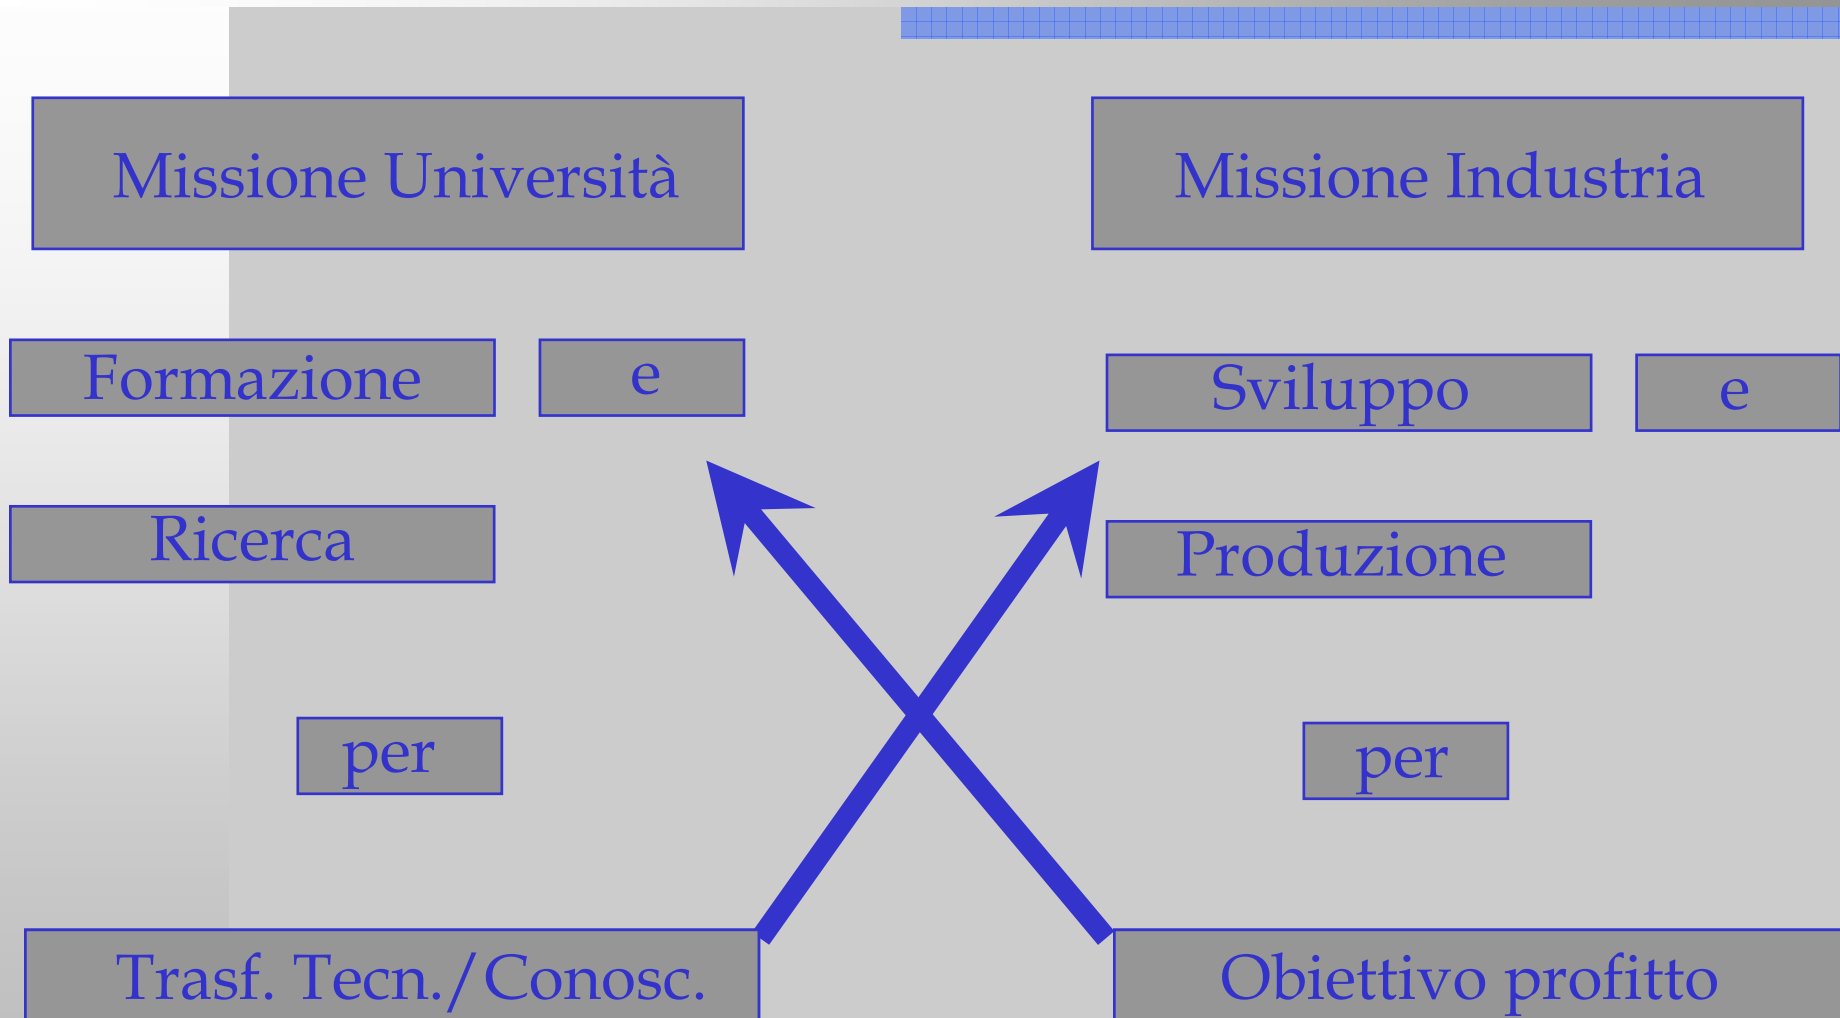 Missione Università
Formazione e
Ricerca
per
Trasf. Tecn./Conosc.
Missione Industria
Sviluppo e
Produzione
per
Obiettivo profitto